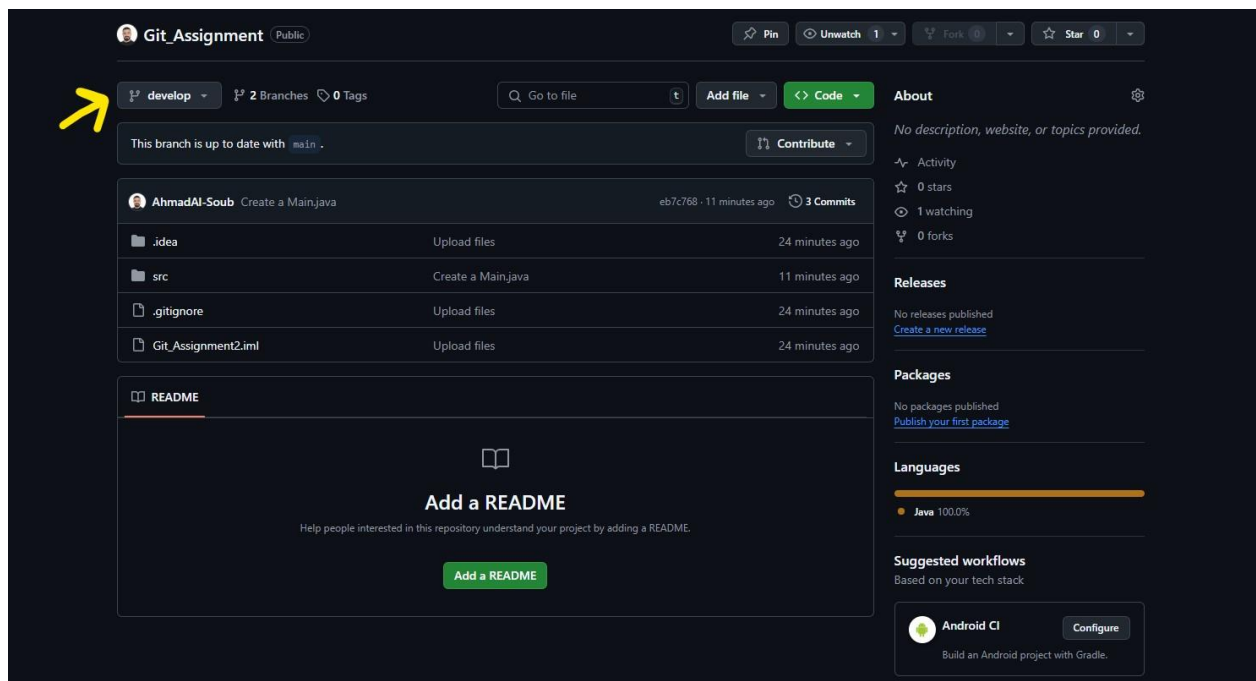 Git_Assignment Public
Pin
Unwatch 1
Fork 0
Star 0
develop
2 Branches
0 Tags
Go to file
t
Add file
<> Code
This branch is up to date with main .
Contribute
AhmadAl-Soub Create a Main.java eb7c768 · 11 minutes ago 3 Commits
.idea Upload files 24 minutes ago
src Create a Main.java 11 minutes ago
.gitignore Upload files 24 minutes ago
Git_Assignment2.iml Upload files 24 minutes ago
README
Add a README
Help people interested in this repository understand your project by adding a README.
Add a README
About
No description, website, or topics provided.
Activity
0 stars
1 watching
0 forks
Releases
No releases published
Create a new release
Packages
No packages published
Publish your first package
Languages
Java 100.0%
Suggested workflows
Based on your tech stack
Android CI
Configure
Build an Android project with Gradle.